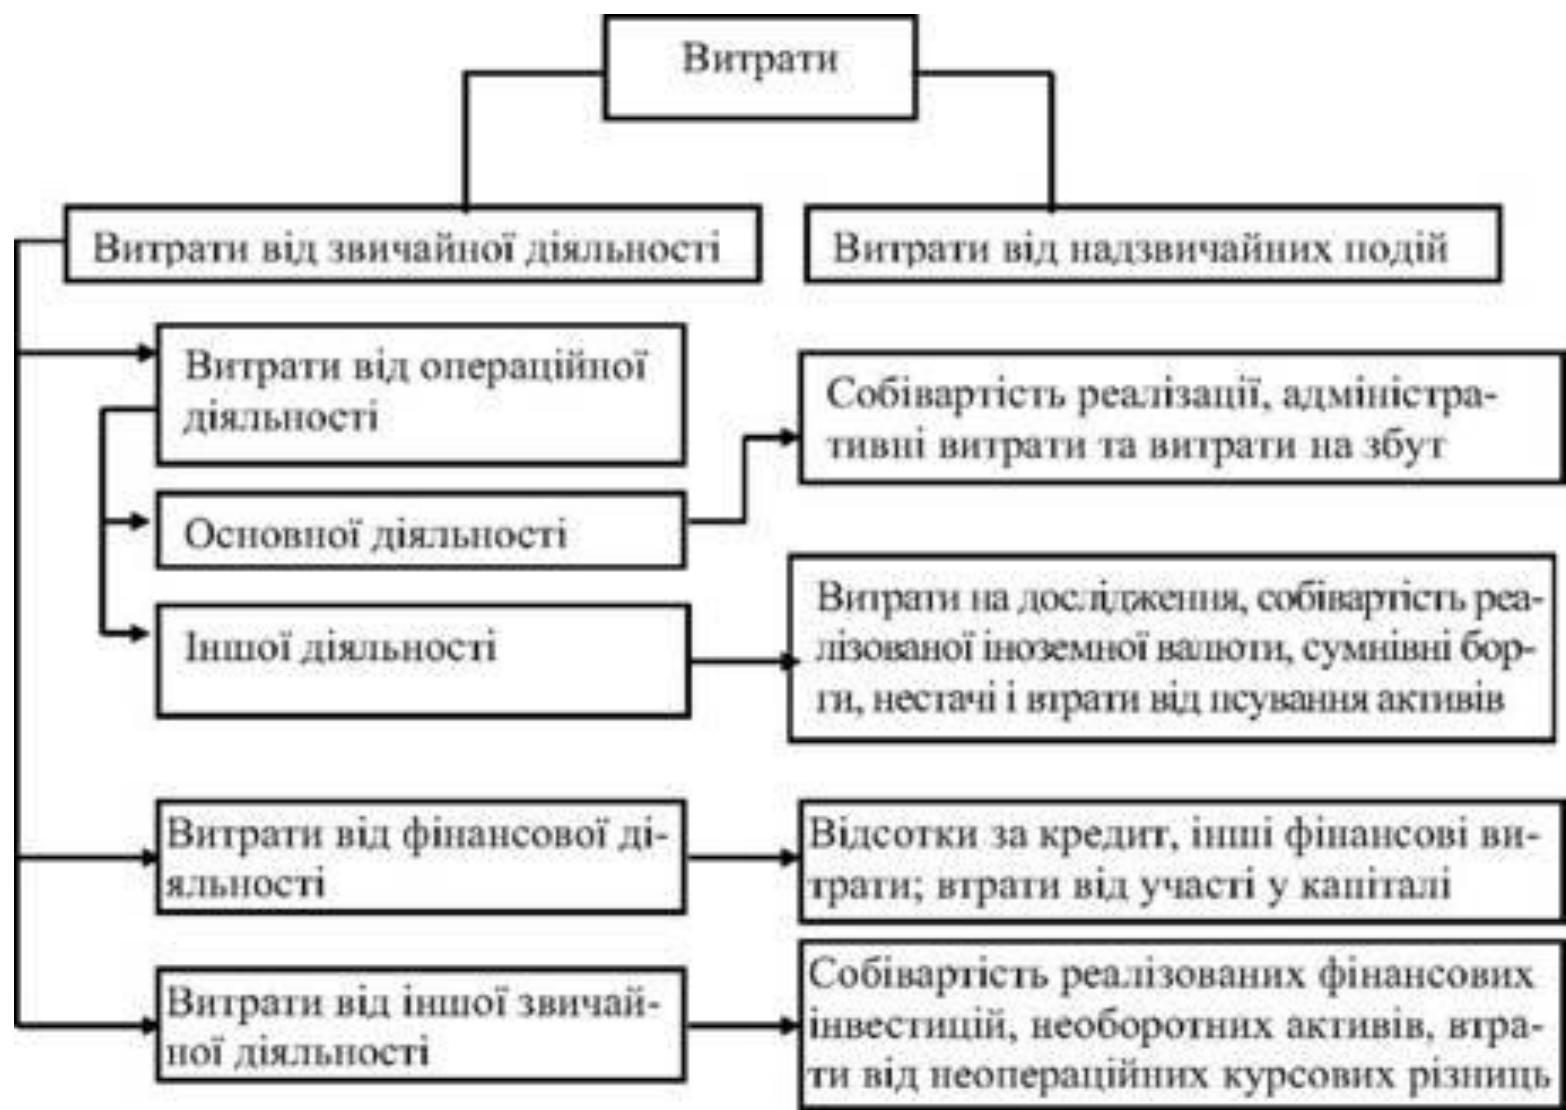 Витрати
Витрати від звичайної діяльності
Витрати від надзвичайних подій
Витрати від операційної
діяльності
Собівартість реалізації, адміністра-
тивні витрати та витрати на збут
Основної діяльності
Іншої діяльності
Витрати на дослідження, собівартість реа-
лізованої іноземної валюти, сумнівні бор-
ги, нестачі і втрати від псування активів
Витрати від фінансової ді-
яльності
Відсотки за кредит, інші фінансові ви-
трати; втрати від участі у капіталі
Витрати від іншої звичай-
ної діяльності
Собівартість реалізованих фінансових
інвестицій, необоротних активів, втра-
ти від неопераційних курсових різниць